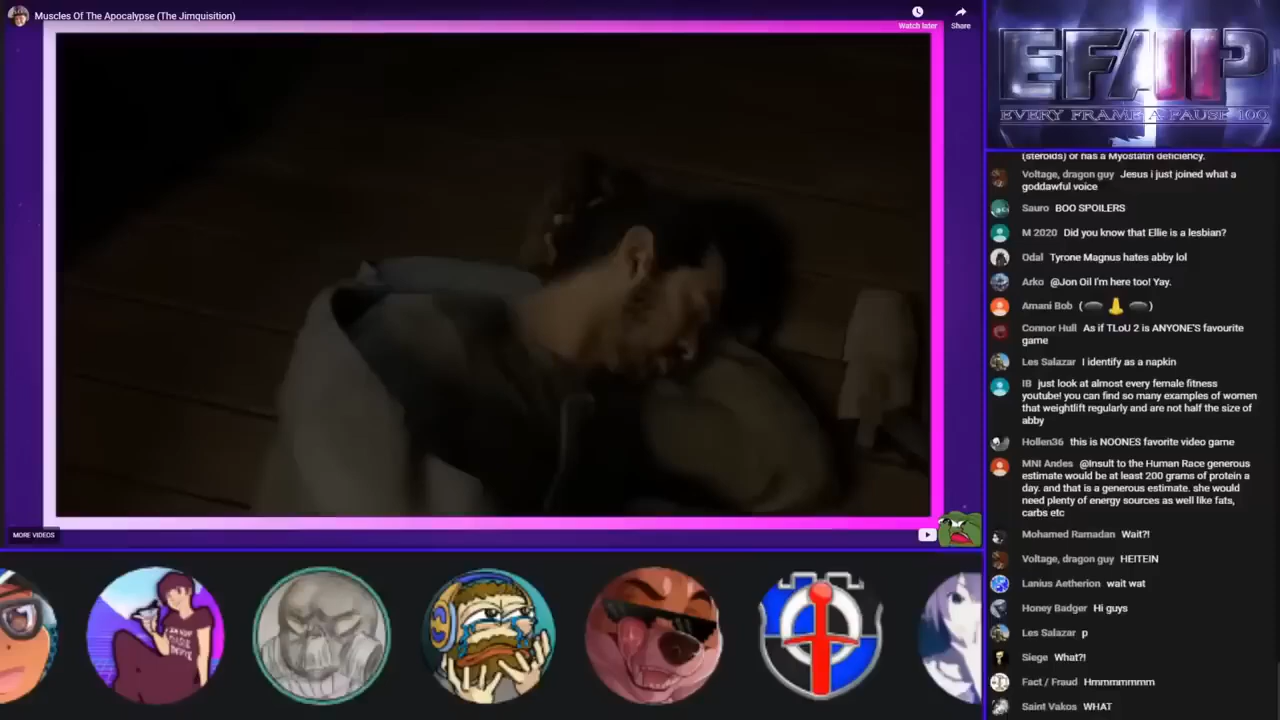 Muscles Of The Apocalypse (The Jimquisition)
Watch later
Share
MORE VIDEOS
EFAP
EVERY FRAME A PAUSE 100
(steroids) or has a Myostatin deficiency.
Voltage, dragon guy Jesus i just joined what a
goddawful voice
Sauro BOO SPOILERS
M 2020 Did you know that Ellie is a lesbian?
Odal Tyrone Magnus hates abby lol
Arko @Jon Oil I'm here too! Yay.
Amani Bob ( )
Connor Hull As if TLoU 2 is ANYONE'S favourite
game
Les Salazar I identify as a napkin
IB just look at almost every female fitness
youtube! you can find so many examples of women
that weightlift regularly and are not half the size of
abby
Hollen36 this is NOONES favorite video game
MNI Andes @Insult to the Human Race generous
estimate would be at least 200 grams of protein a
day. and that is a generous estimate. she would
need plenty of energy sources as well like fats,
carbs etc
Mohamed Ramadan Wait?!
Voltage, dragon guy HEITEIN
Lanius Aetherion wait wat
Honey Badger Hi guys
Les Salazar p
Siege What?!
Fact / Fraud Hmmmmmmm
Saint Vakos WHAT